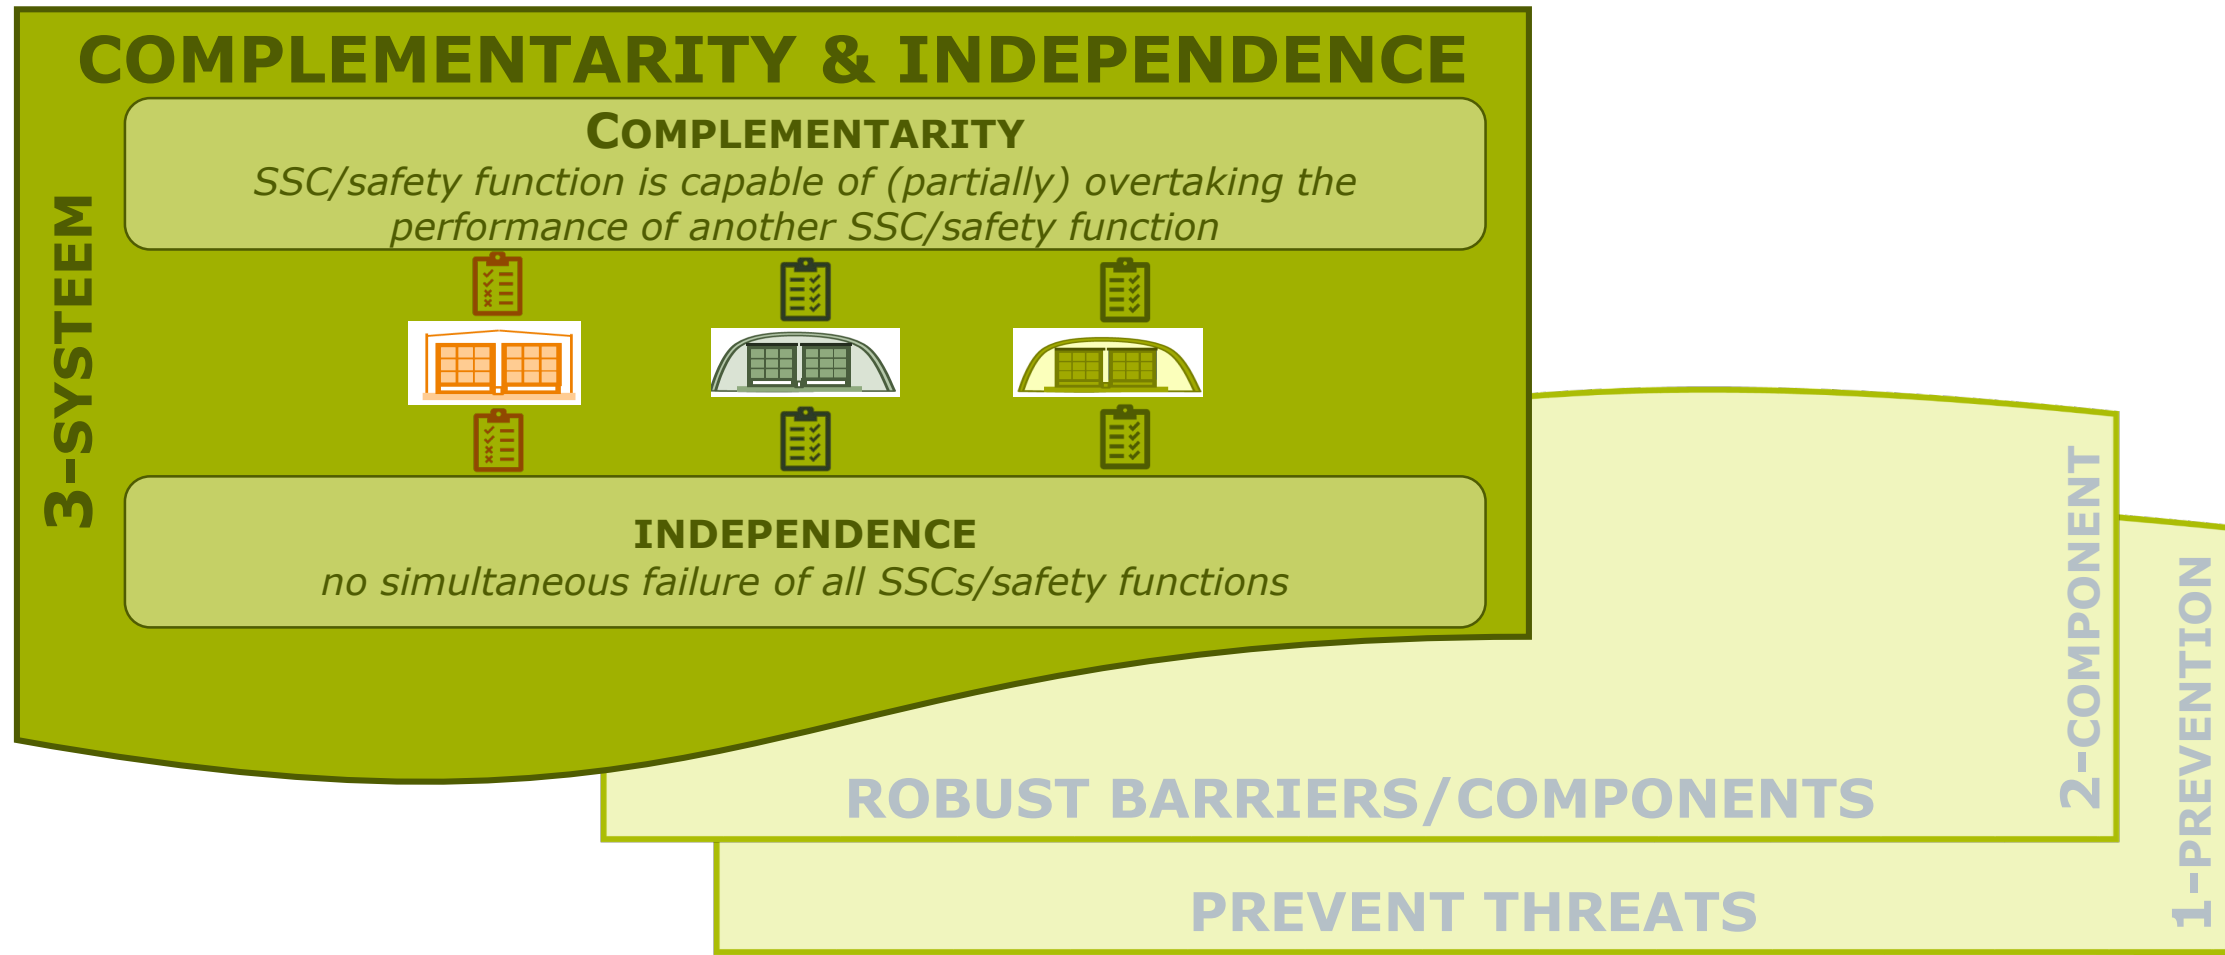 COMPLEMENTARITY & INDEPENDENCE
COMPLEMENTARITY
SSC/safety function is capable of (partially) overtaking the
performance of another SSC/safety function
3-SYSTEEM
INDEPENDENCE
no simultaneous failure of all SSCs/safety functions
2-COMPONENT
ROBUST BARRIERS/COMPONENTS
1-PREVENTION
PREVENT THREATS